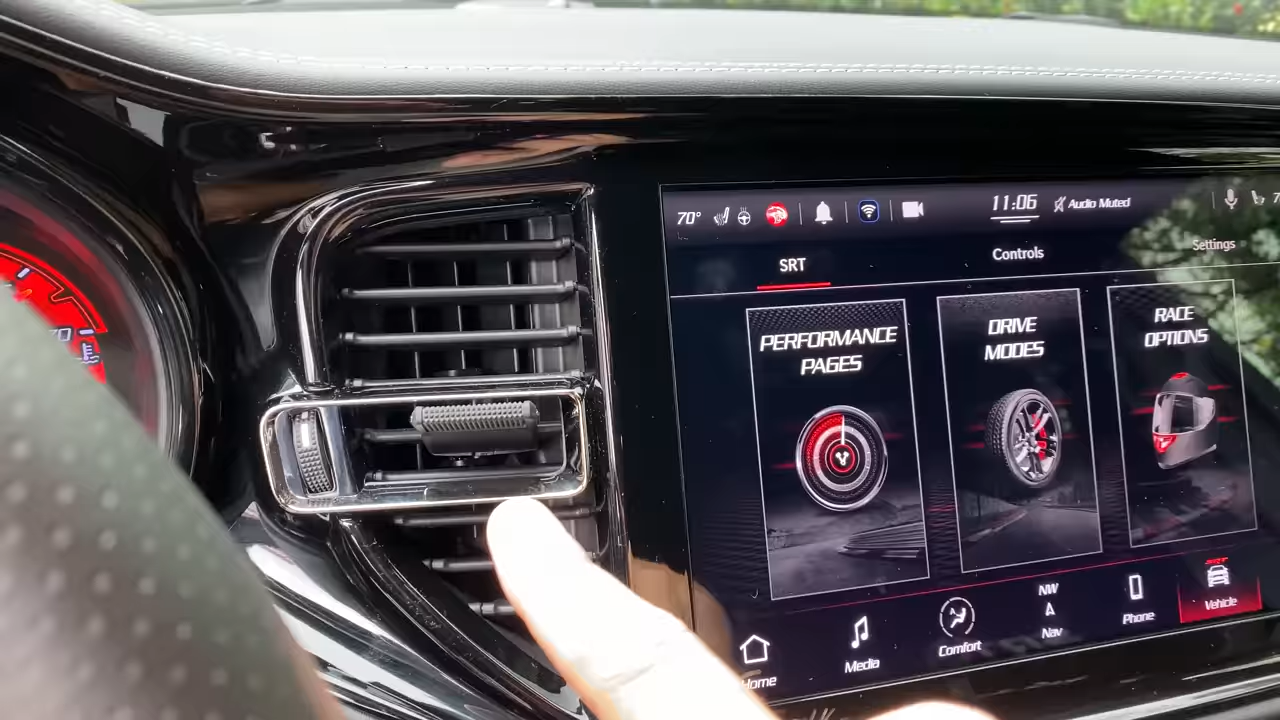 70°
11:06
Audio Muted
SRT
Controls
Settings
PERFORMANCE
PAGES
DRIVE
MODES
RACE
OPTIONS
Home
Media
Comfort
NW
Nav
Phone
SRT
Vehicle